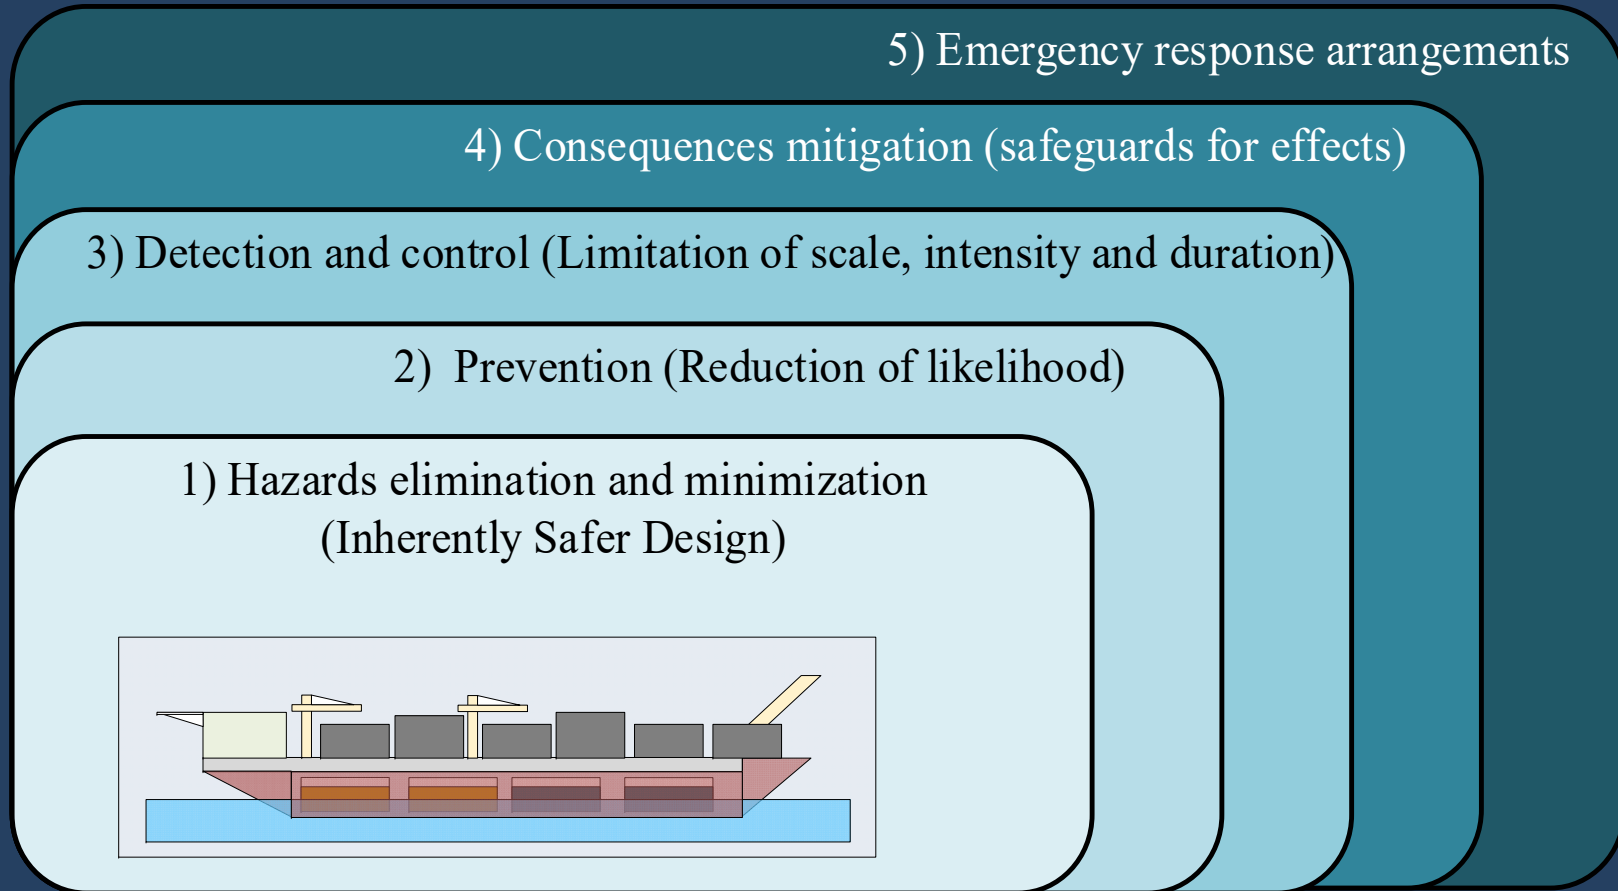 5) Emergency response arrangements
4) Consequences mitigation (safeguards for effects)
3) Detection and control (Limitation of scale, intensity and duration)
2) Prevention (Reduction of likelihood)
1) Hazards elimination and minimization
(Inherently Safer Design)